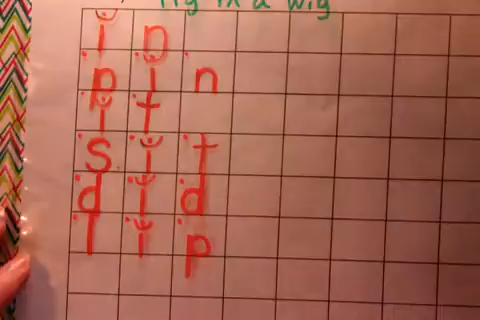 in a wig
ĭ n
p ĭ n
ĭ t
s ĭ t
d ĭ d
l ĭ p